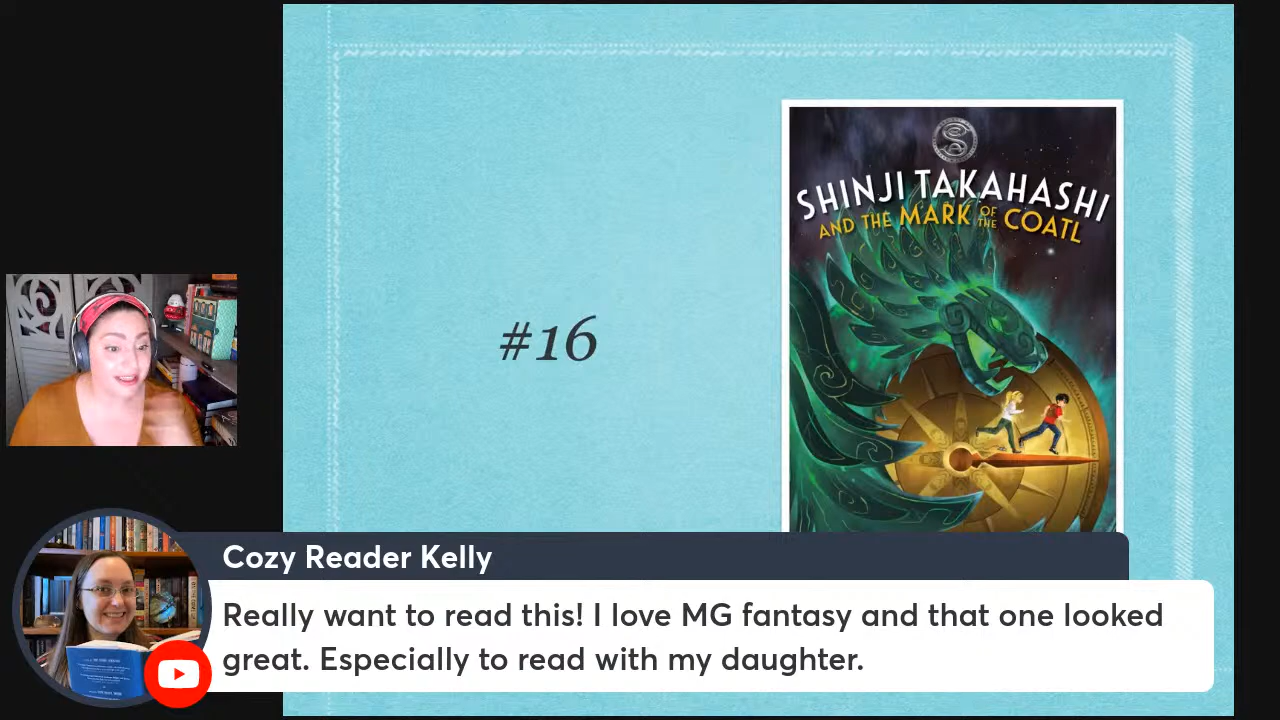 SHINJI TAKAHASHI
AND THE MARK OF THE COATL
#16
Cozy Reader Kelly
Really want to read this! I love MG fantasy and that one looked
great. Especially to read with my daughter.